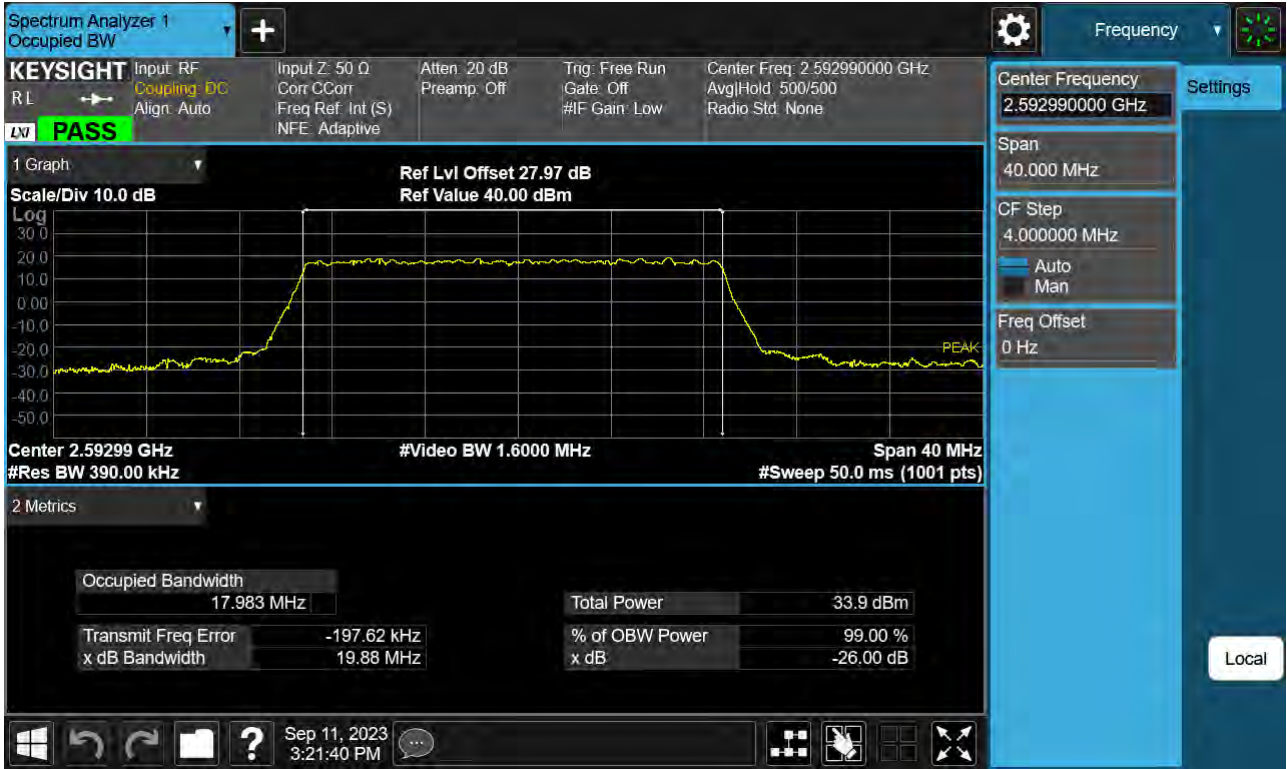 Spectrum Analyzer 1
Occupied BW
Frequency
KEYSIGHT
RL
LXI
PASS
Input: RF
Coupling: DC
Align: Auto
Input Z: 50 Ω
Corr CCorr
Freq Ref: Int (S)
NFE: Adaptive
Atten: 20 dB
Preamp: Off
Trig: Free Run
Gate: Off
#IF Gain: Low
Center Freq: 2.592990000 GHz
Avg|Hold: 500/500
Radio Std: None
1 Graph
Scale/Div 10.0 dB
Ref Lvl Offset 27.97 dB
Ref Value 40.00 dBm
Log
30.0
20.0
10.0
0.00
-10.0
-20.0
-30.0
-40.0
-50.0
PEAK
Center 2.59299 GHz
#Video BW 1.6000 MHz
Span 40 MHz
#Res BW 390.00 kHz
#Sweep 50.0 ms (1001 pts)
2 Metrics
Occupied Bandwidth
17.983 MHz
Transmit Freq Error -197.62 kHz
x dB Bandwidth 19.88 MHz
Total Power 33.9 dBm
% of OBW Power 99.00 %
x dB -26.00 dB
Center Frequency
2.592990000 GHz
Settings
Span
40.000 MHz
CF Step
4.000000 MHz
Auto
Man
Freq Offset
0 Hz
Local
?
Sep 11, 2023
3:21:40 PM